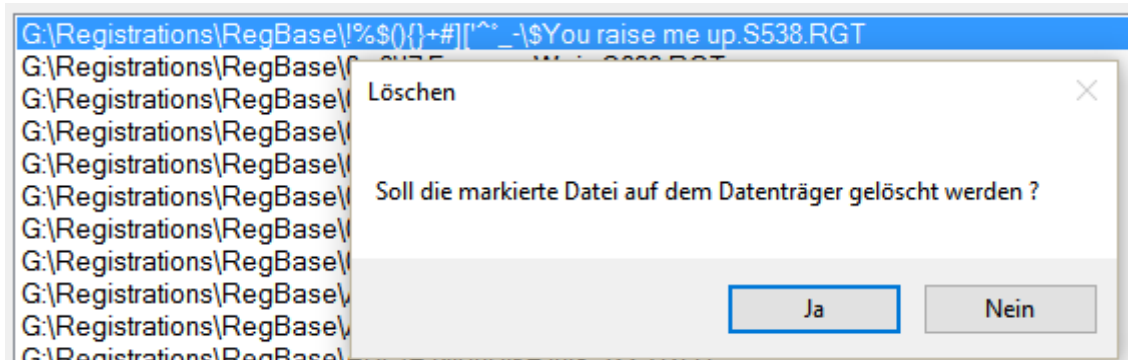 G:\Registrations\RegBase\!%$(){}+#]['^°_-\$You raise me up.S538.RGT
G:\Registrations\RegBase\
G:\Registrations\RegBase\
G:\Registrations\RegBase\
G:\Registrations\RegBase\
G:\Registrations\RegBase\
G:\Registrations\RegBase\
G:\Registrations\RegBase\
G:\Registrations\RegBase\
G:\Registrations\RegBase\
G:\Registrations\RegBase\
Löschen
Soll die markierte Datei auf dem Datenträger gelöscht werden ?
Ja
Nein